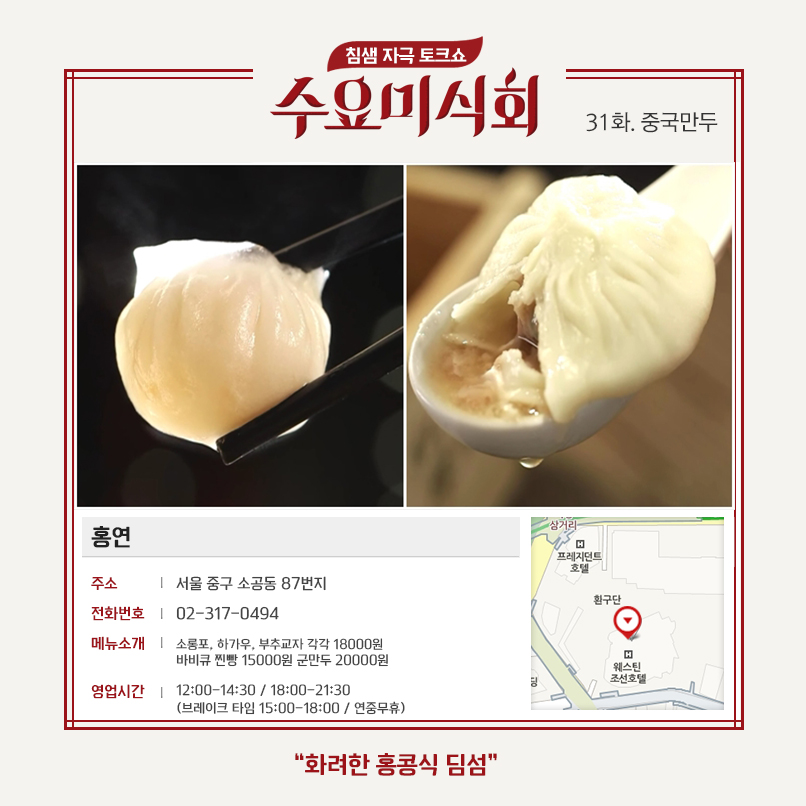 침샘 자극 토크쇼
수요미식회
31화. 중국만두
홍연
주소 | 서울 중구 소공동 87번지
전화번호 | 02-317-0494
메뉴소개 | 소롱포, 하가우, 부추교자 각각 18000원
바비큐 찐빵 15000원 군만두 20000원
영업시간 | 12:00-14:30 / 18:00-21:30
(브레이크 타임 15:00-18:00 / 연중무휴)
삼거리
H
프레지던트
호텔
환구단
H
웨스틴
조선호텔
딩
“화려한 홍콩식 딤섬”